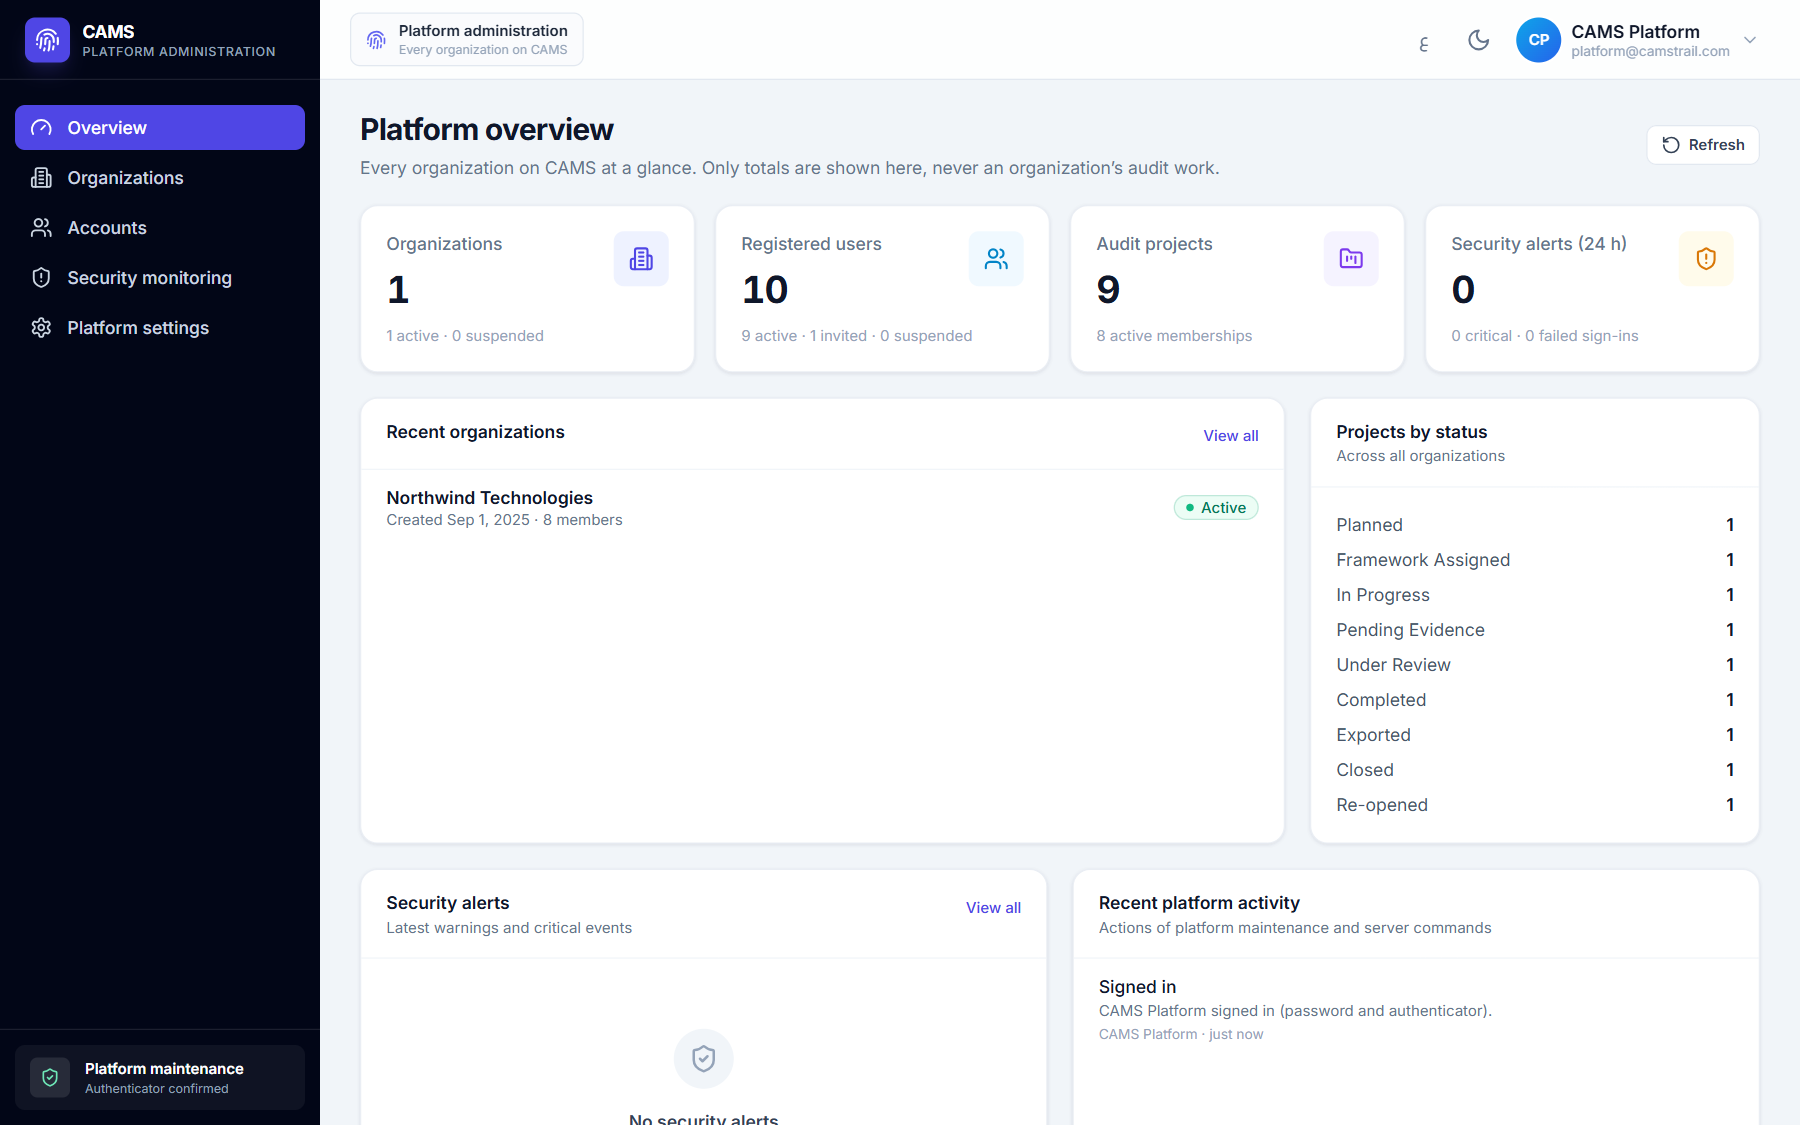 CAMS
PLATFORM ADMINISTRATION
Overview
Organizations
Accounts
Security monitoring
Platform settings
Platform maintenance
Authenticator confirmed
Platform administration
Every organization on CAMS
ع
CP
CAMS Platform
platform@camstrail.com
Platform overview
Every organization on CAMS at a glance. Only totals are shown here, never an organization’s audit work.
Refresh
Organizations
1
1 active · 0 suspended
Registered users
10
9 active · 1 invited · 0 suspended
Audit projects
9
8 active memberships
Security alerts (24 h)
0
0 critical · 0 failed sign-ins
Recent organizations
View all
Northwind Technologies
Created Sep 1, 2025 · 8 members
Active
Projects by status
Across all organizations
Planned 1
Framework Assigned 1
In Progress 1
Pending Evidence 1
Under Review 1
Completed 1
Exported 1
Closed 1
Re-opened 1
Security alerts
Latest warnings and critical events
View all
No security alerts
Recent platform activity
Actions of platform maintenance and server commands
Signed in
CAMS Platform signed in (password and authenticator).
CAMS Platform · just now